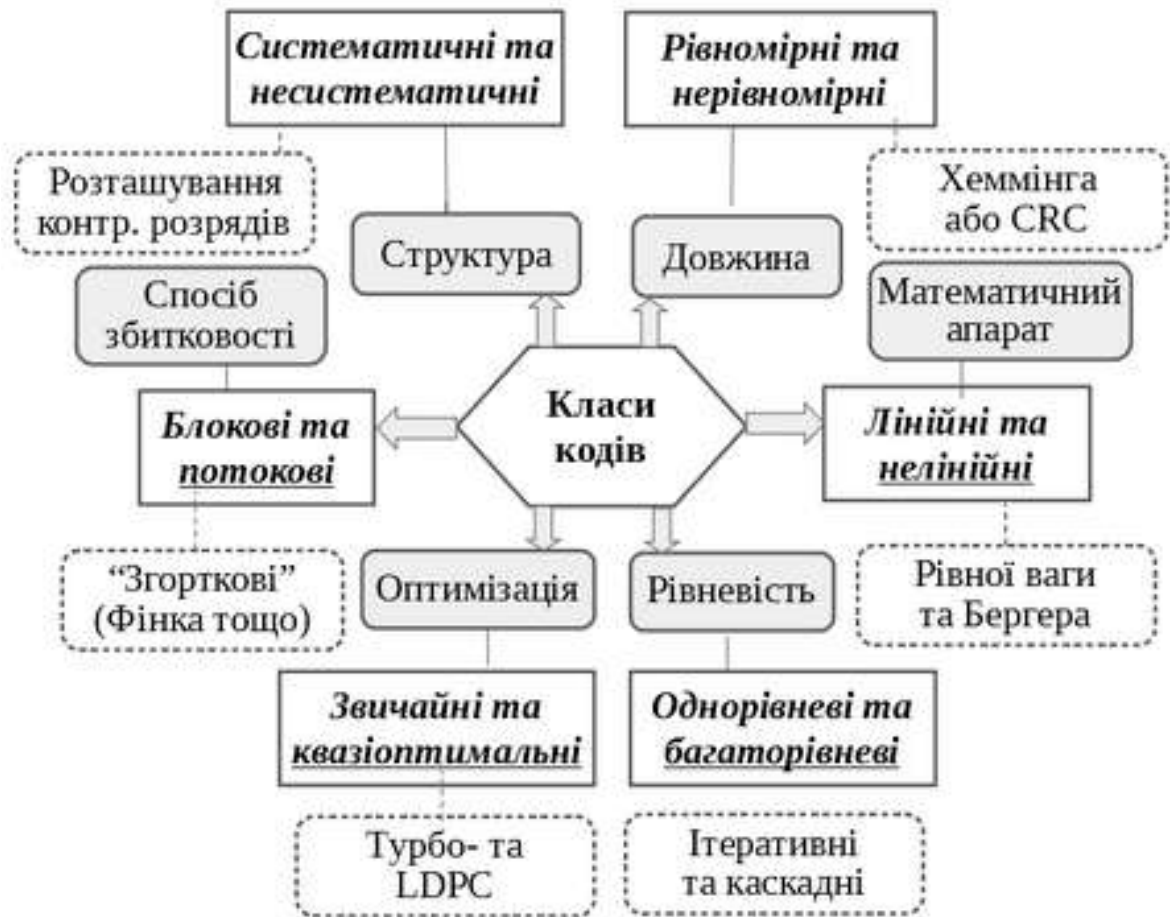 Систематичні та
несистематичні
Рівномірні та
нерівномірні
Розташування
контр. розрядів
Хеммінга
або CRC
Структура
Довжина
Спосіб
збитковості
Математичний
апарат
Класи
кодів
Блокові та
потокові
Лінійні та
нелінійні
“Згорткові”
(Фінка тощо)
Оптимізація
Рівневість
Рівної ваги
та Бергера
Звичайні та
квазіоптимальні
Однорівневі та
багаторівневі
Турбо- та
LDPC
Ітеративні
та каскадні